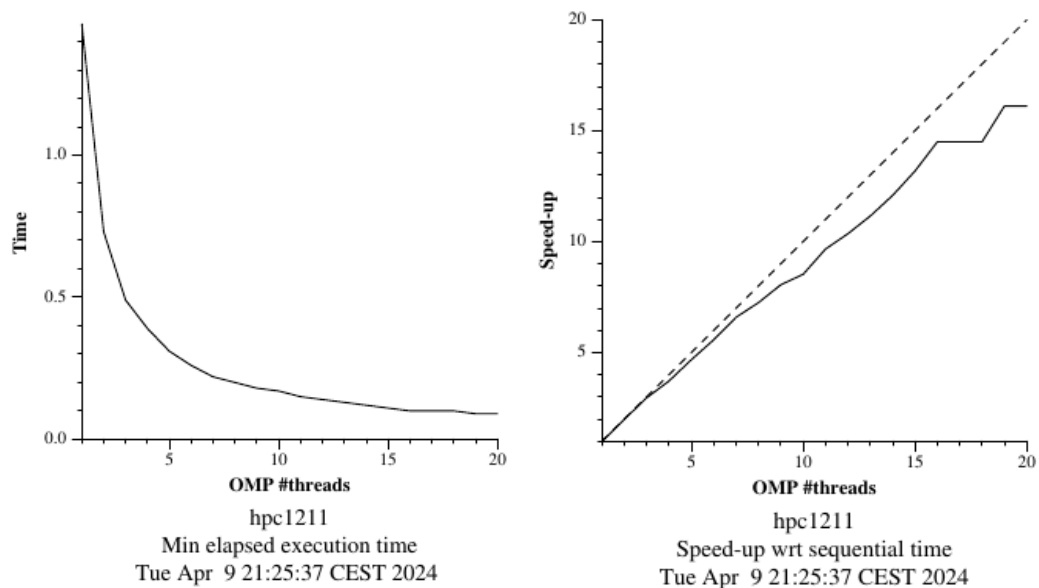 Time
1.0
0.5
0.0
5
10
15
20
OMP #threads
hpc1211
Min elapsed execution time
Tue Apr  9 21:25:37 CEST 2024
Speed-up
20
15
10
5
5
10
15
20
OMP #threads
hpc1211
Speed-up wrt sequential time
Tue Apr  9 21:25:37 CEST 2024